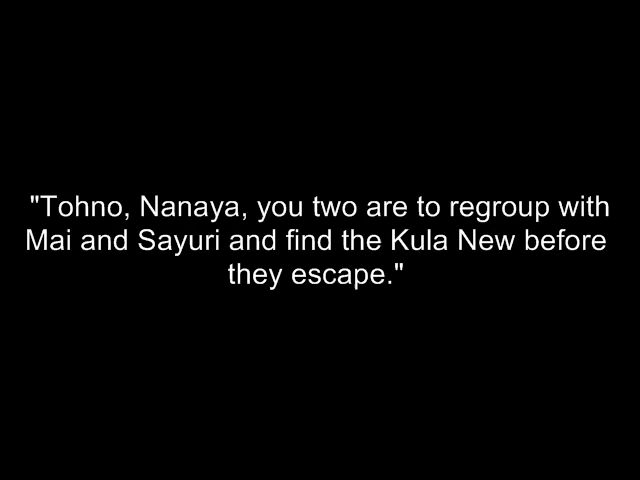 "Tohno, Nanaya, you two are to regroup with
Mai and Sayuri and find the Kula New before
they escape."